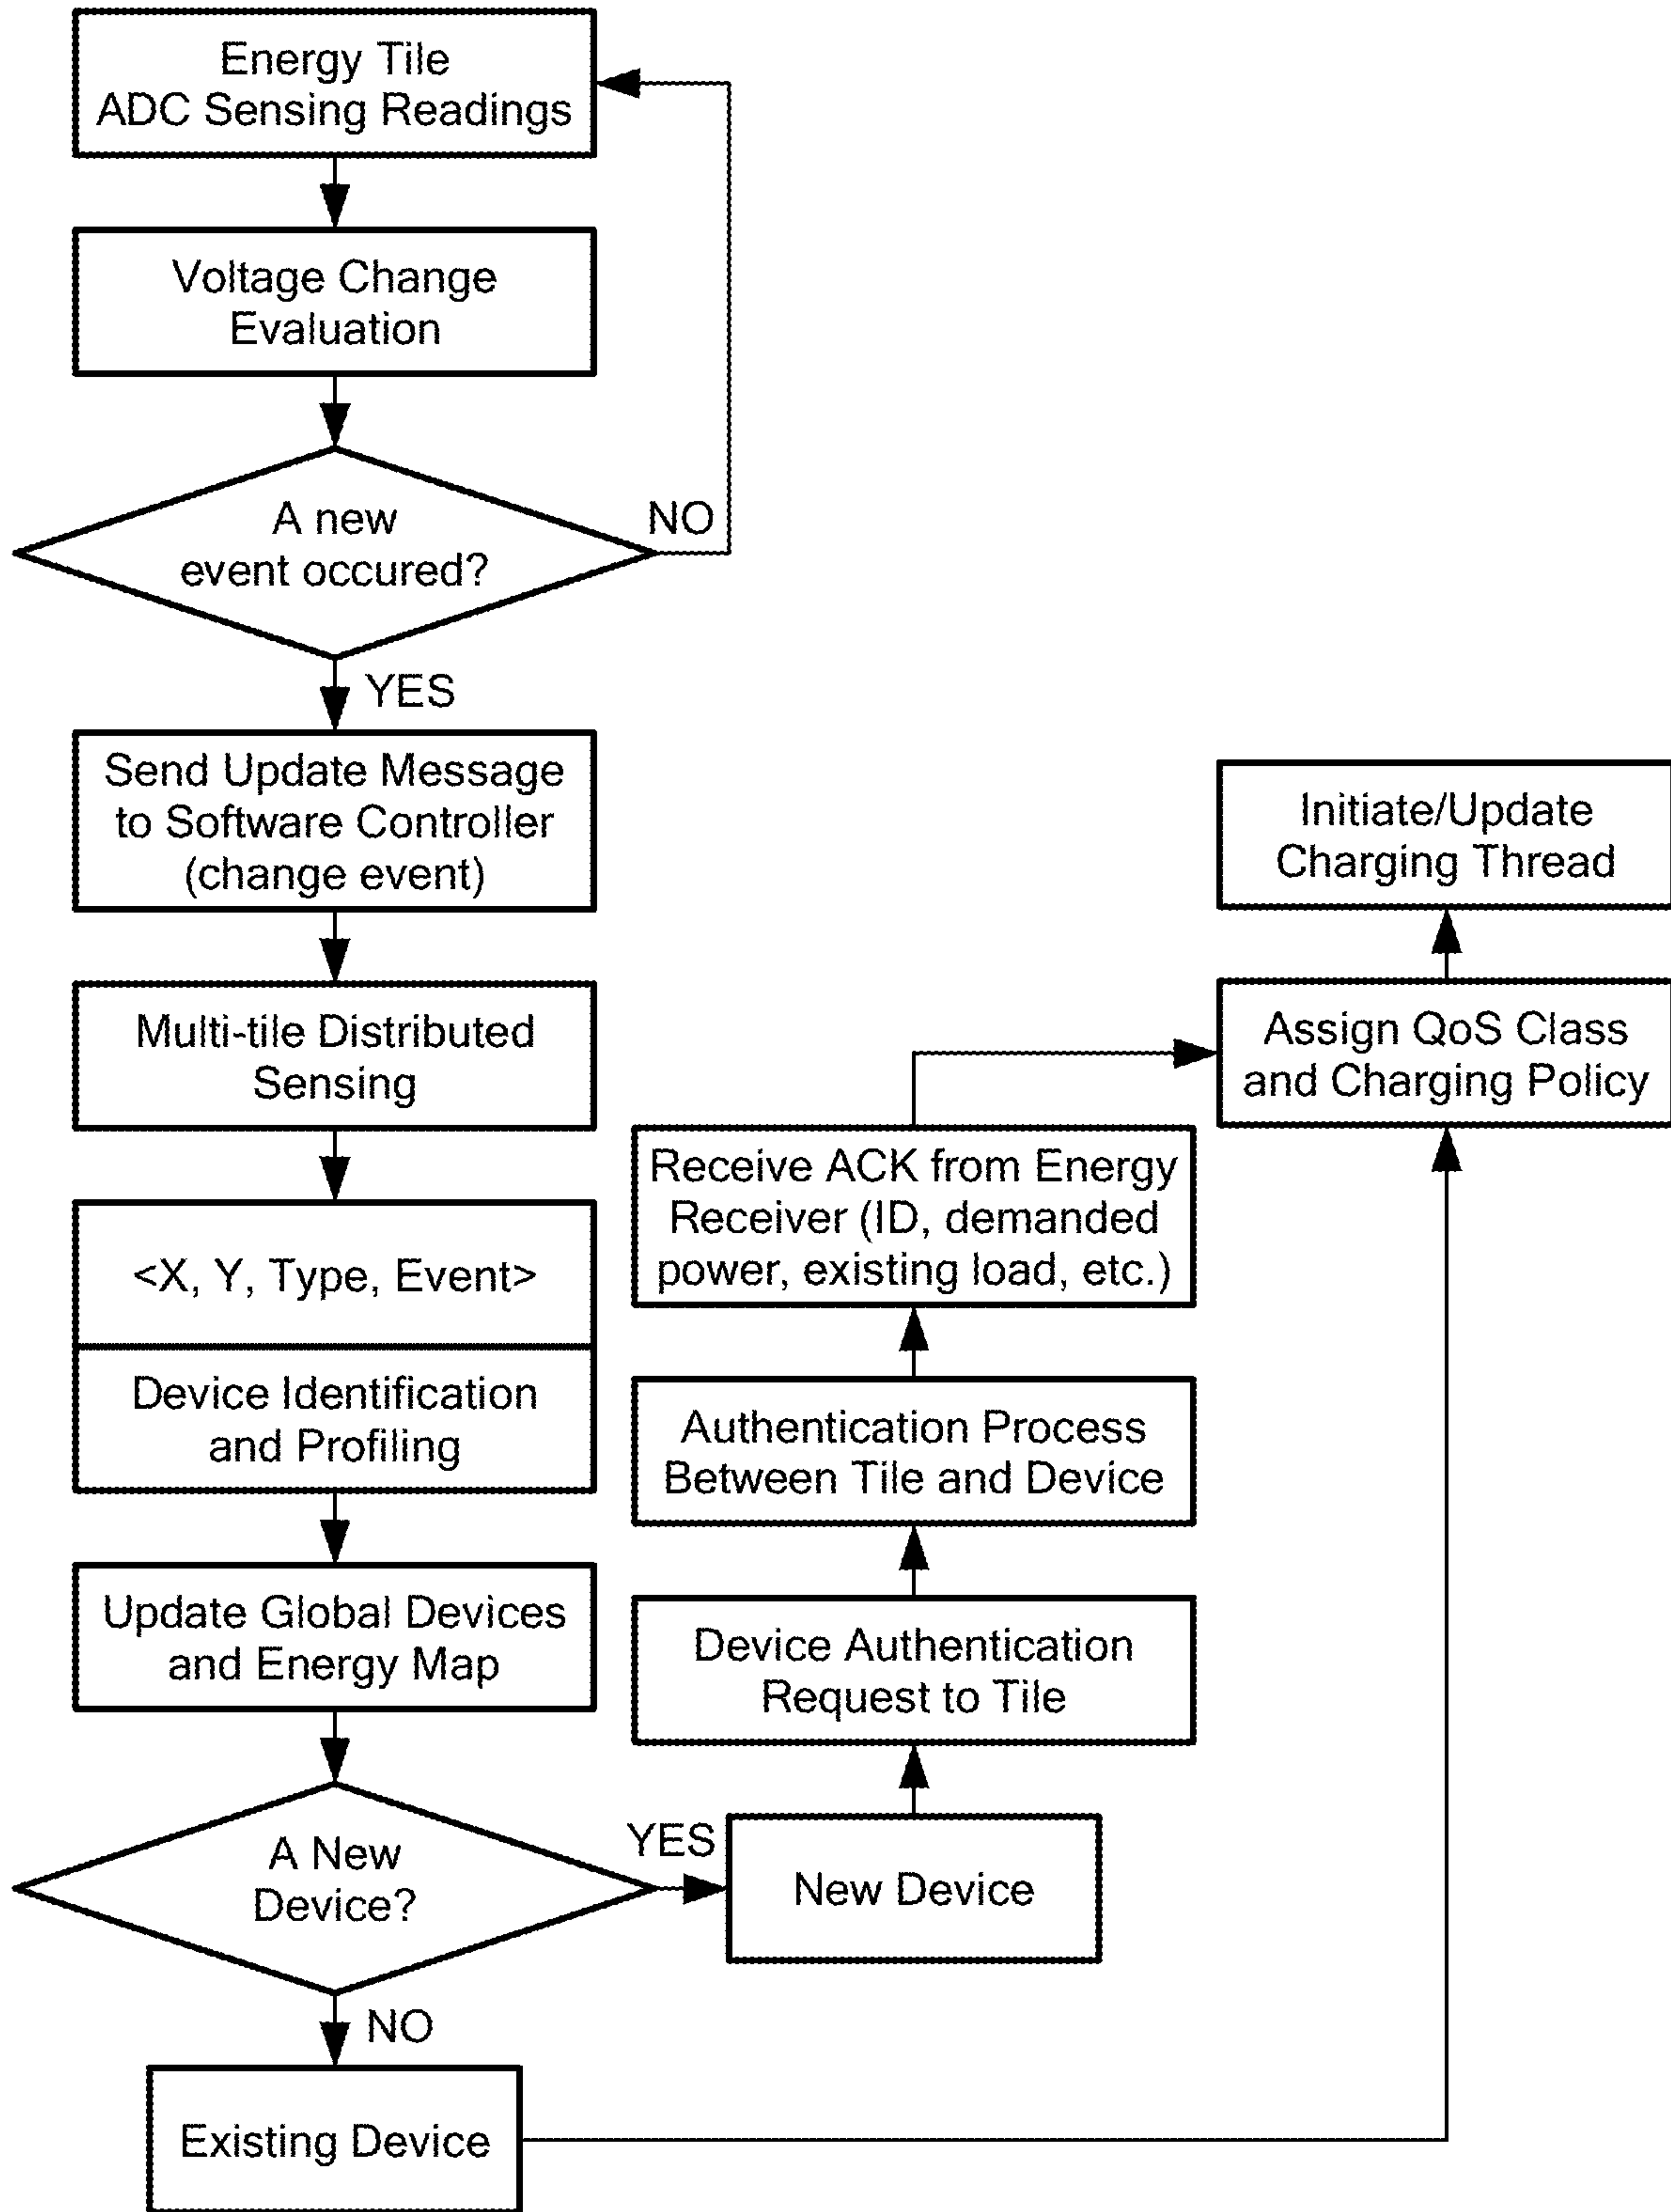 Energy Tile
ADC Sensing Readings
Voltage Change
Evaluation
A new
event occured?
NO
YES
Send Update Message
to Software Controller
(change event)
Multi-tile Distributed
Sensing
<X, Y, Type, Event>
Device Identification
and Profiling
Update Global Devices
and Energy Map
A New
Device?
YES
NO
Existing Device
New Device
Device Authentication
Request to Tile
Authentication Process
Between Tile and Device
Receive ACK from Energy
Receiver (ID, demanded
power, existing load, etc.)
Assign QoS Class
and Charging Policy
Initiate/Update
Charging Thread